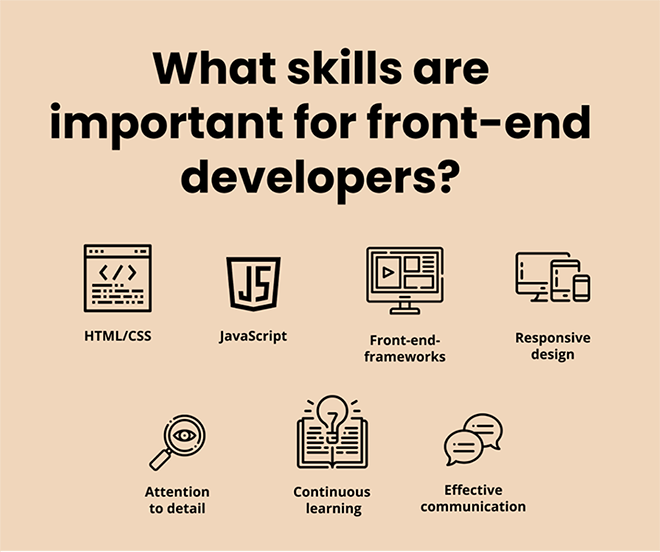 What skills are
important for front-end
developers?
</>
JS
HTML/CSS
JavaScript
Front-end-
frameworks
Responsive
design
Attention
to detail
Continuous
learning
Effective
communication